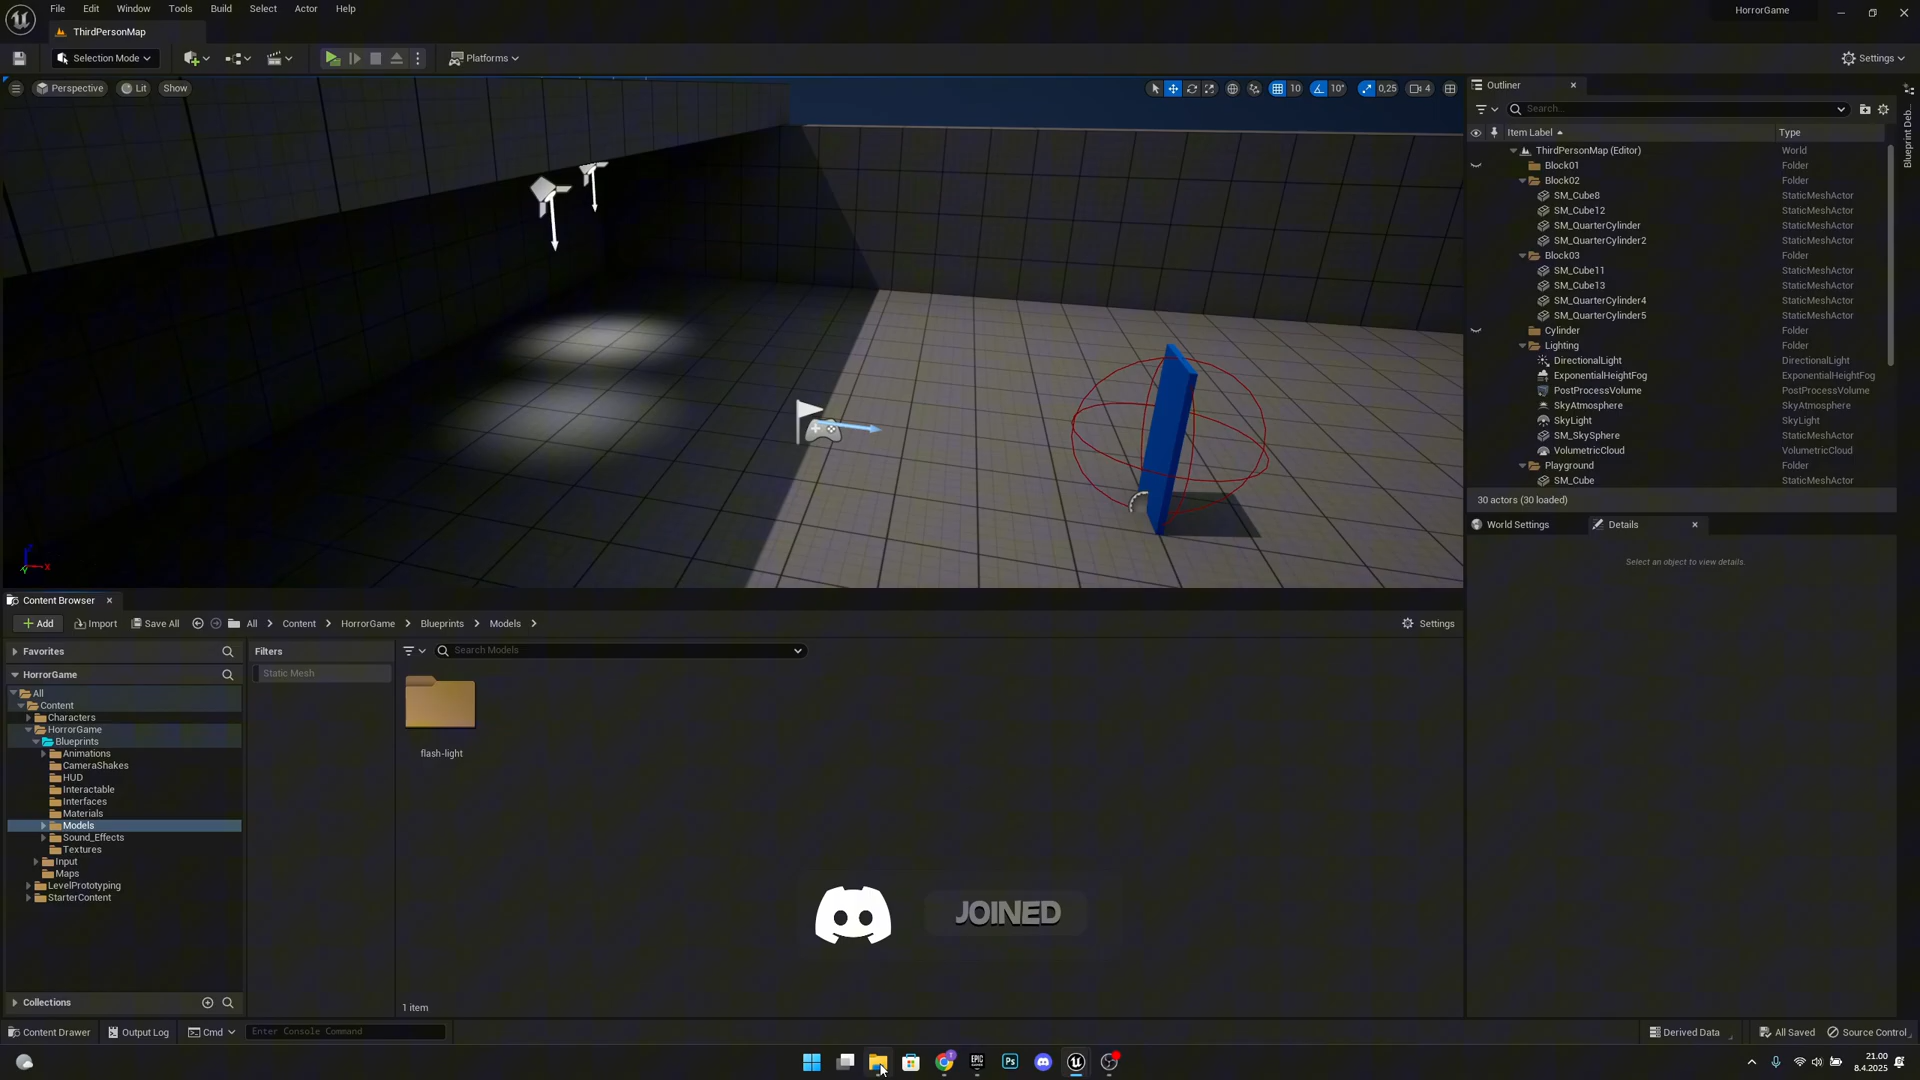 File Edit Window Tools Build Select Actor Help
HorrorGame
ThirdPersonMap
Selection Mode
Platforms
Settings
Perspective Lit Show
10 10° 0,25 4
Outliner
Search...
Item Label Type
ThirdPersonMap (Editor) World
Block01 Folder
Block02 Folder
SM_Cube8 StaticMeshActor
SM_Cube12 StaticMeshActor
SM_QuarterCylinder StaticMeshActor
SM_QuarterCylinder2 StaticMeshActor
Block03 Folder
SM_Cube11 StaticMeshActor
SM_Cube13 StaticMeshActor
SM_QuarterCylinder4 StaticMeshActor
SM_QuarterCylinder5 StaticMeshActor
Cylinder Folder
Lighting Folder
DirectionalLight DirectionalLight
ExponentialHeightFog ExponentialHeightFog
PostProcessVolume PostProcessVolume
SkyAtmosphere SkyAtmosphere
SkyLight SkyLight
SM_SkySphere StaticMeshActor
VolumetricCloud VolumetricCloud
Playground Folder
SM_Cube StaticMeshActor
30 actors (30 loaded)
Blueprint Deb
World Settings Details
Select an object to view details.
Content Browser
Add Import Save All All > Content > HorrorGame > Blueprints > Models >
Settings
Favorites
Filters
Search Models
HorrorGame
Static Mesh
All
Content
Characters
HorrorGame
Blueprints
Animations
CameraShakes
HUD
Interactable
Interfaces
Materials
Models
Sound_Effects
Textures
Input
Maps
LevelPrototyping
StarterContent
flash-light
JOINED
Collections
1 item
Content Drawer Output Log Cmd Enter Console Command
Derived Data All Saved Source Control
EPIC
Ps
21.00
8.4.2025